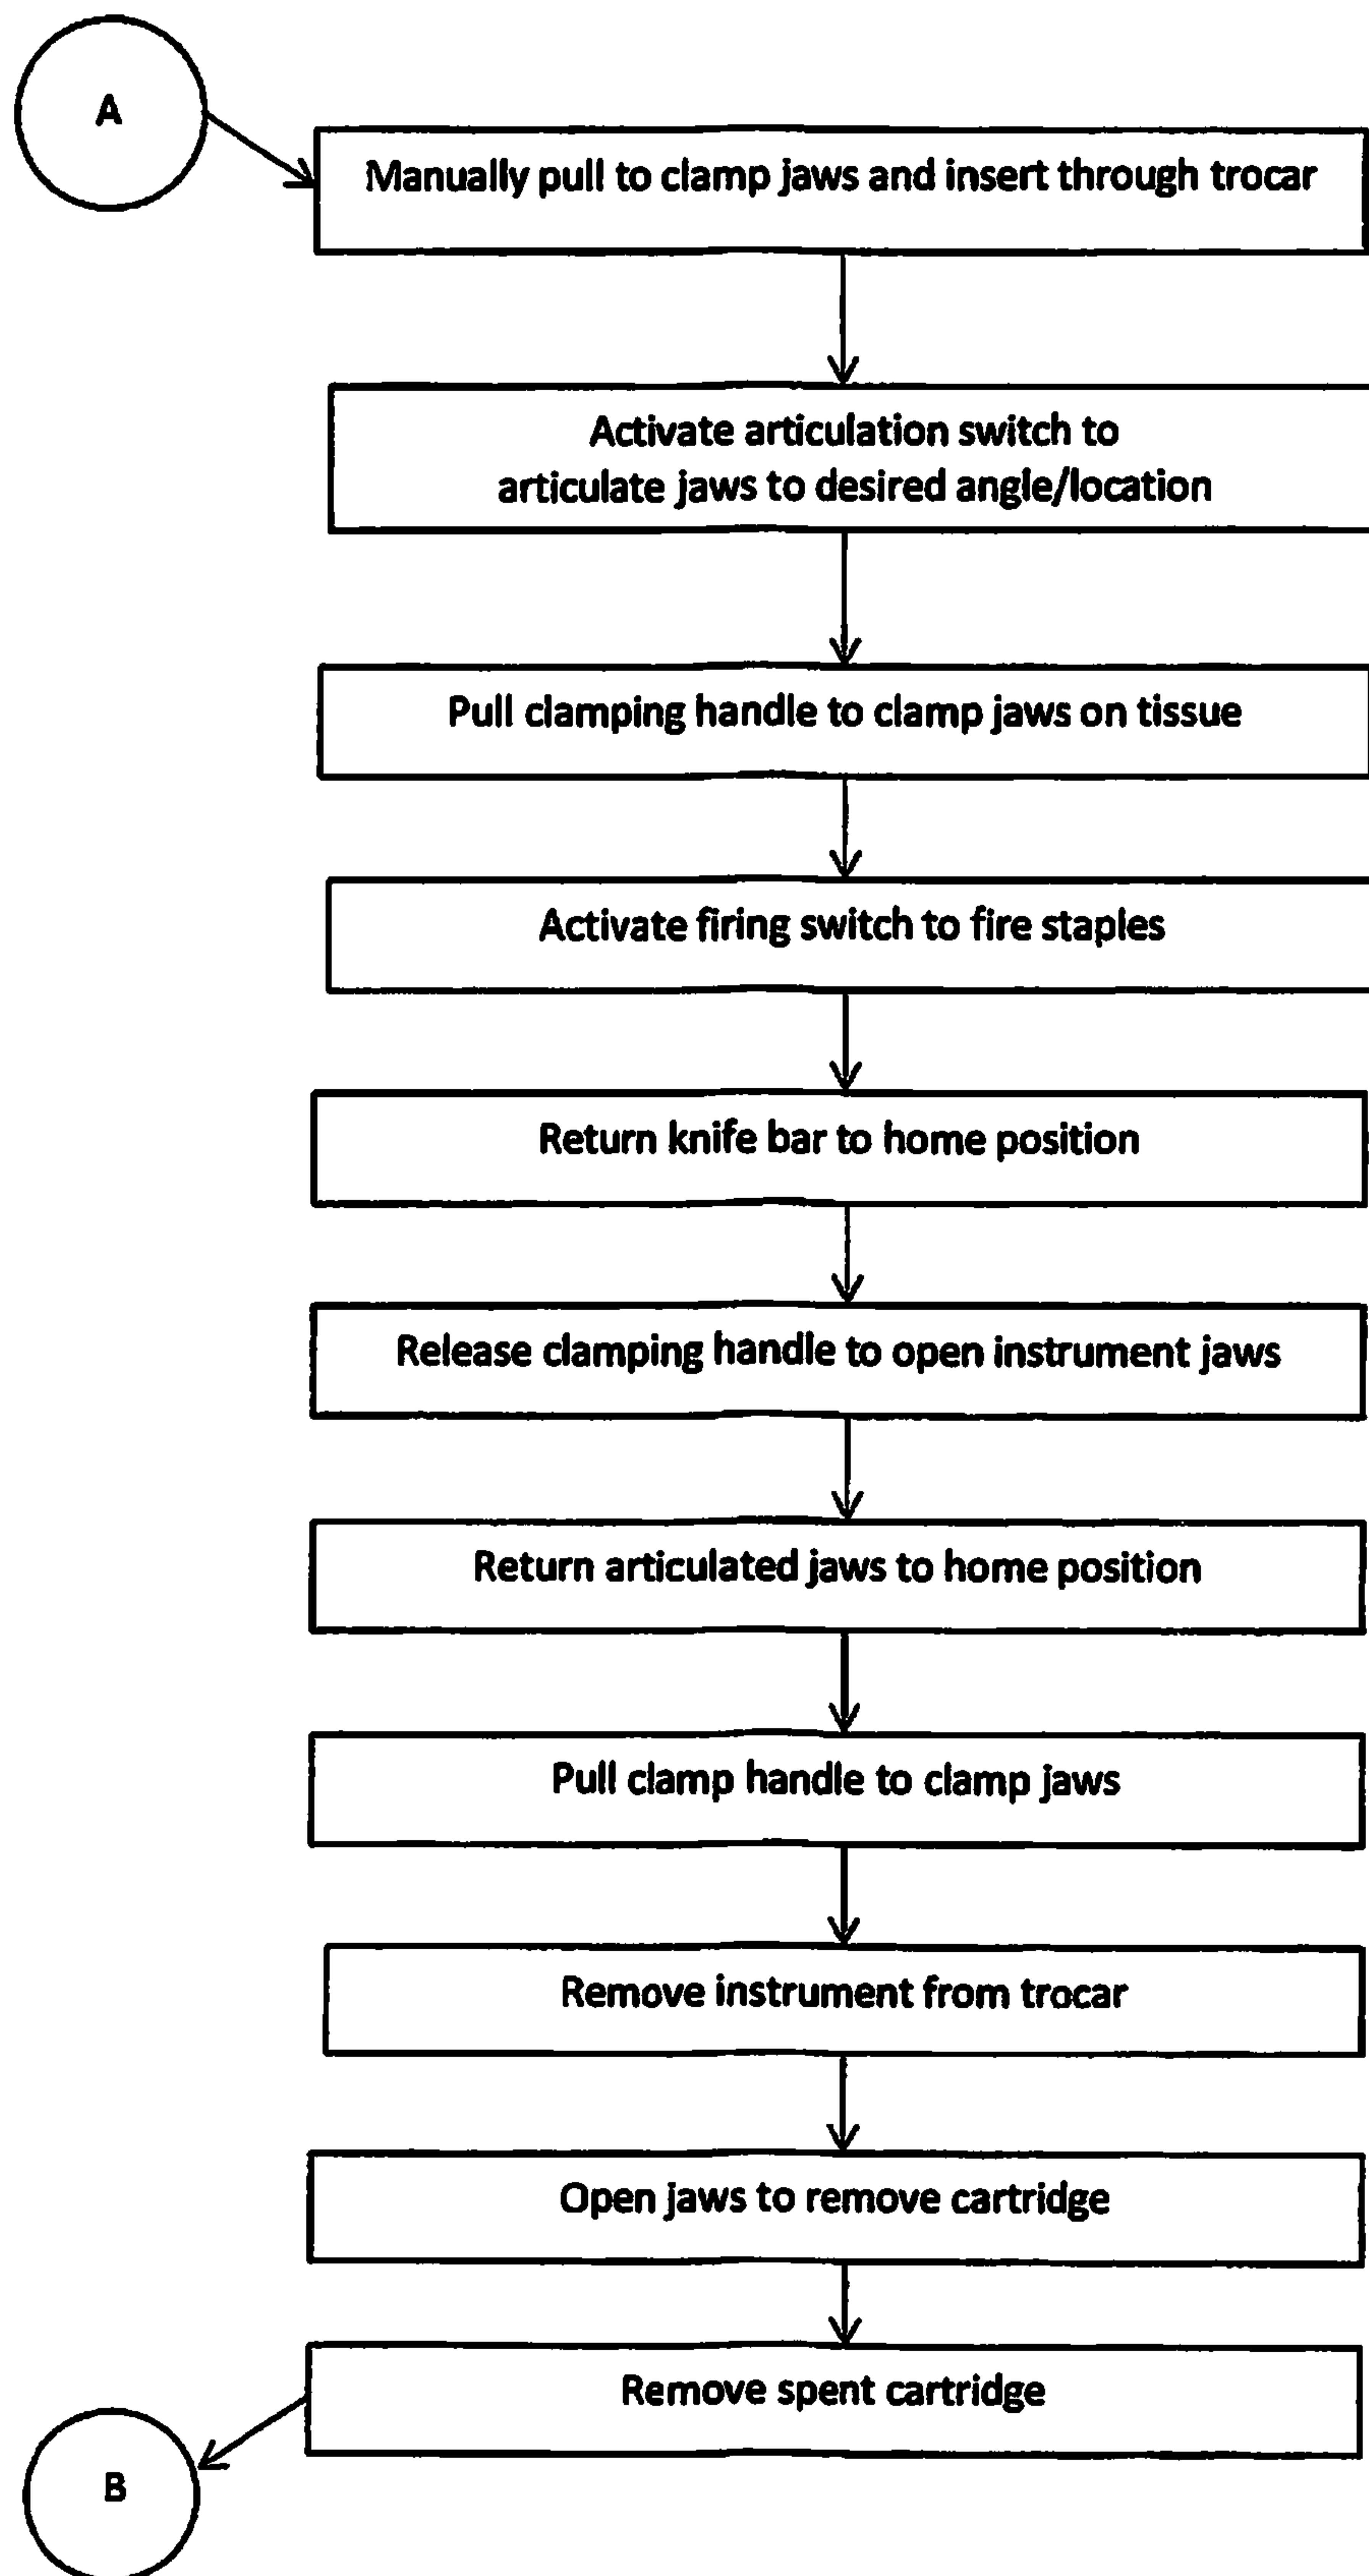 A
Manually pull to clamp jaws and insert through trocar
Activate articulation switch to
articulate jaws to desired angle/location
Pull clamping handle to clamp jaws on tissue
Activate firing switch to fire staples
Return knife bar to home position
Release clamping handle to open instrument jaws
Return articulated jaws to home position
Pull clamp handle to clamp jaws
Remove instrument from trocar
Open jaws to remove cartridge
Remove spent cartridge
B